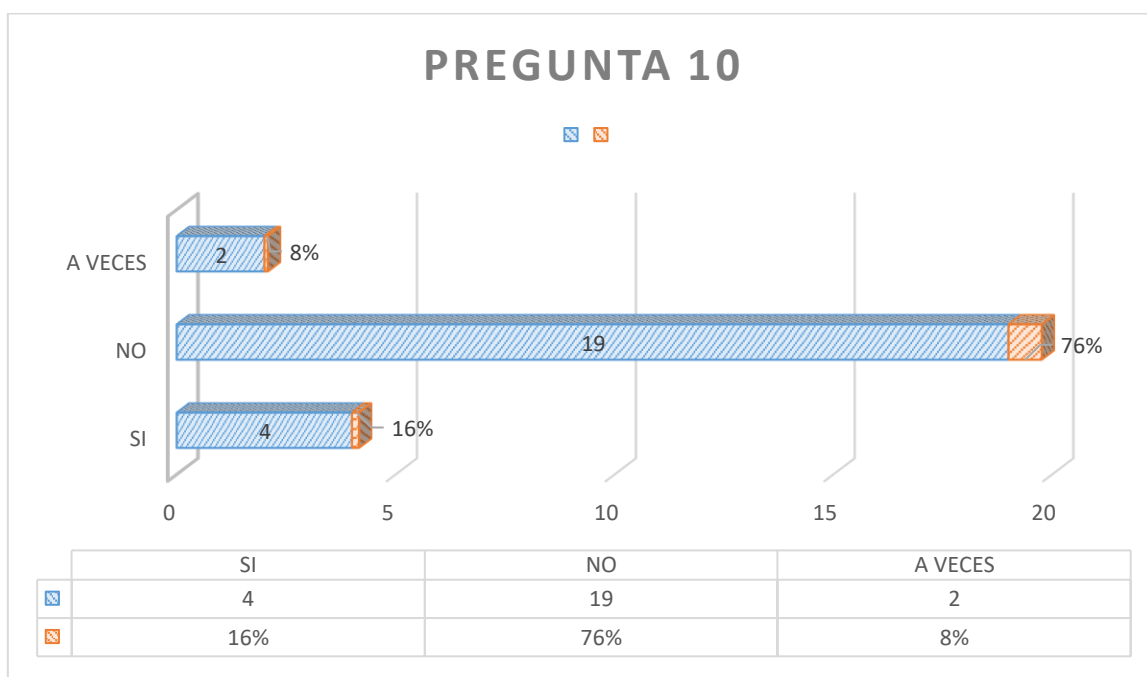 PREGUNTA 10
A VECES 2 8%
NO 19 76%
SI 4 16%
0 5 10 15 20
SI NO A VECES
4 19 2
16% 76% 8%